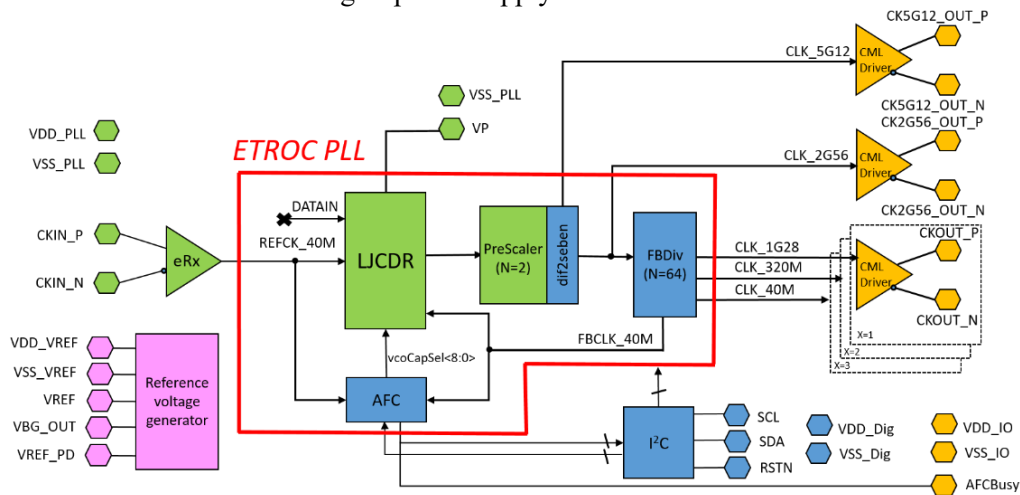 CK5G12_OUT_P
CLK_5G12
CML
Driver
CK5G12_OUT_N
VSS_PLL
VP
VDD_PLL
VSS_PLL
CK2G56_OUT_P
CLK_2G56
CML
Driver
CK2G56_OUT_N
ETROC PLL
DATAIN
REFCK_40M
LJCDR
PreScaler
(N=2)
dif2seben
FBDiv
(N=64)
CKIN_P
CKIN_N
eRx
CLK_1G28
CLK_320M
CLK_40M
CKOUT_P
CML
Driver
CKOUT_N
X=1
X=2
X=3
FBCLK_40M
vcoCapSel<8:0>
AFC
VDD_VREF
VSS_VREF
VREF
VBG_OUT
VREF_PD
Reference
voltage
generator
I²C
SCL
SDA
RSTN
VDD_Dig
VSS_Dig
VDD_IO
VSS_IO
AFCBusy